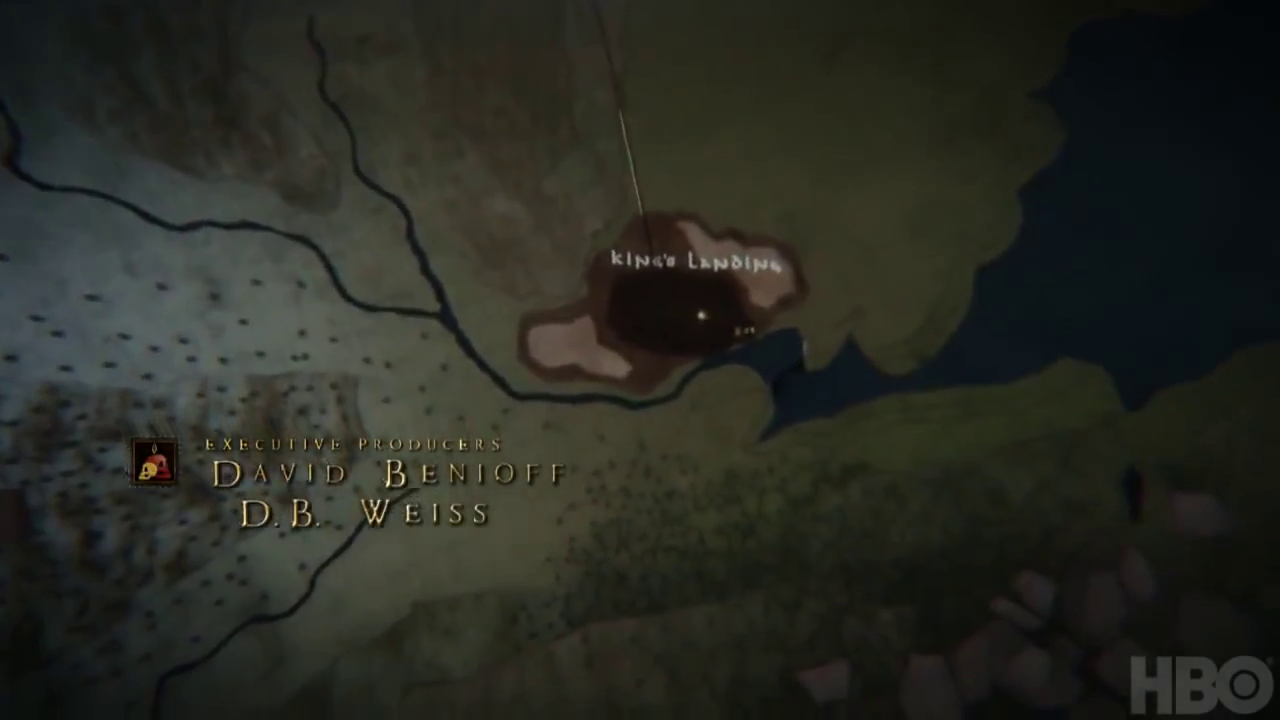 KING'S LANDING
EXECUTIVE PRODUCERS
DAVID BENIOFF
D.B. WEISS
HBO